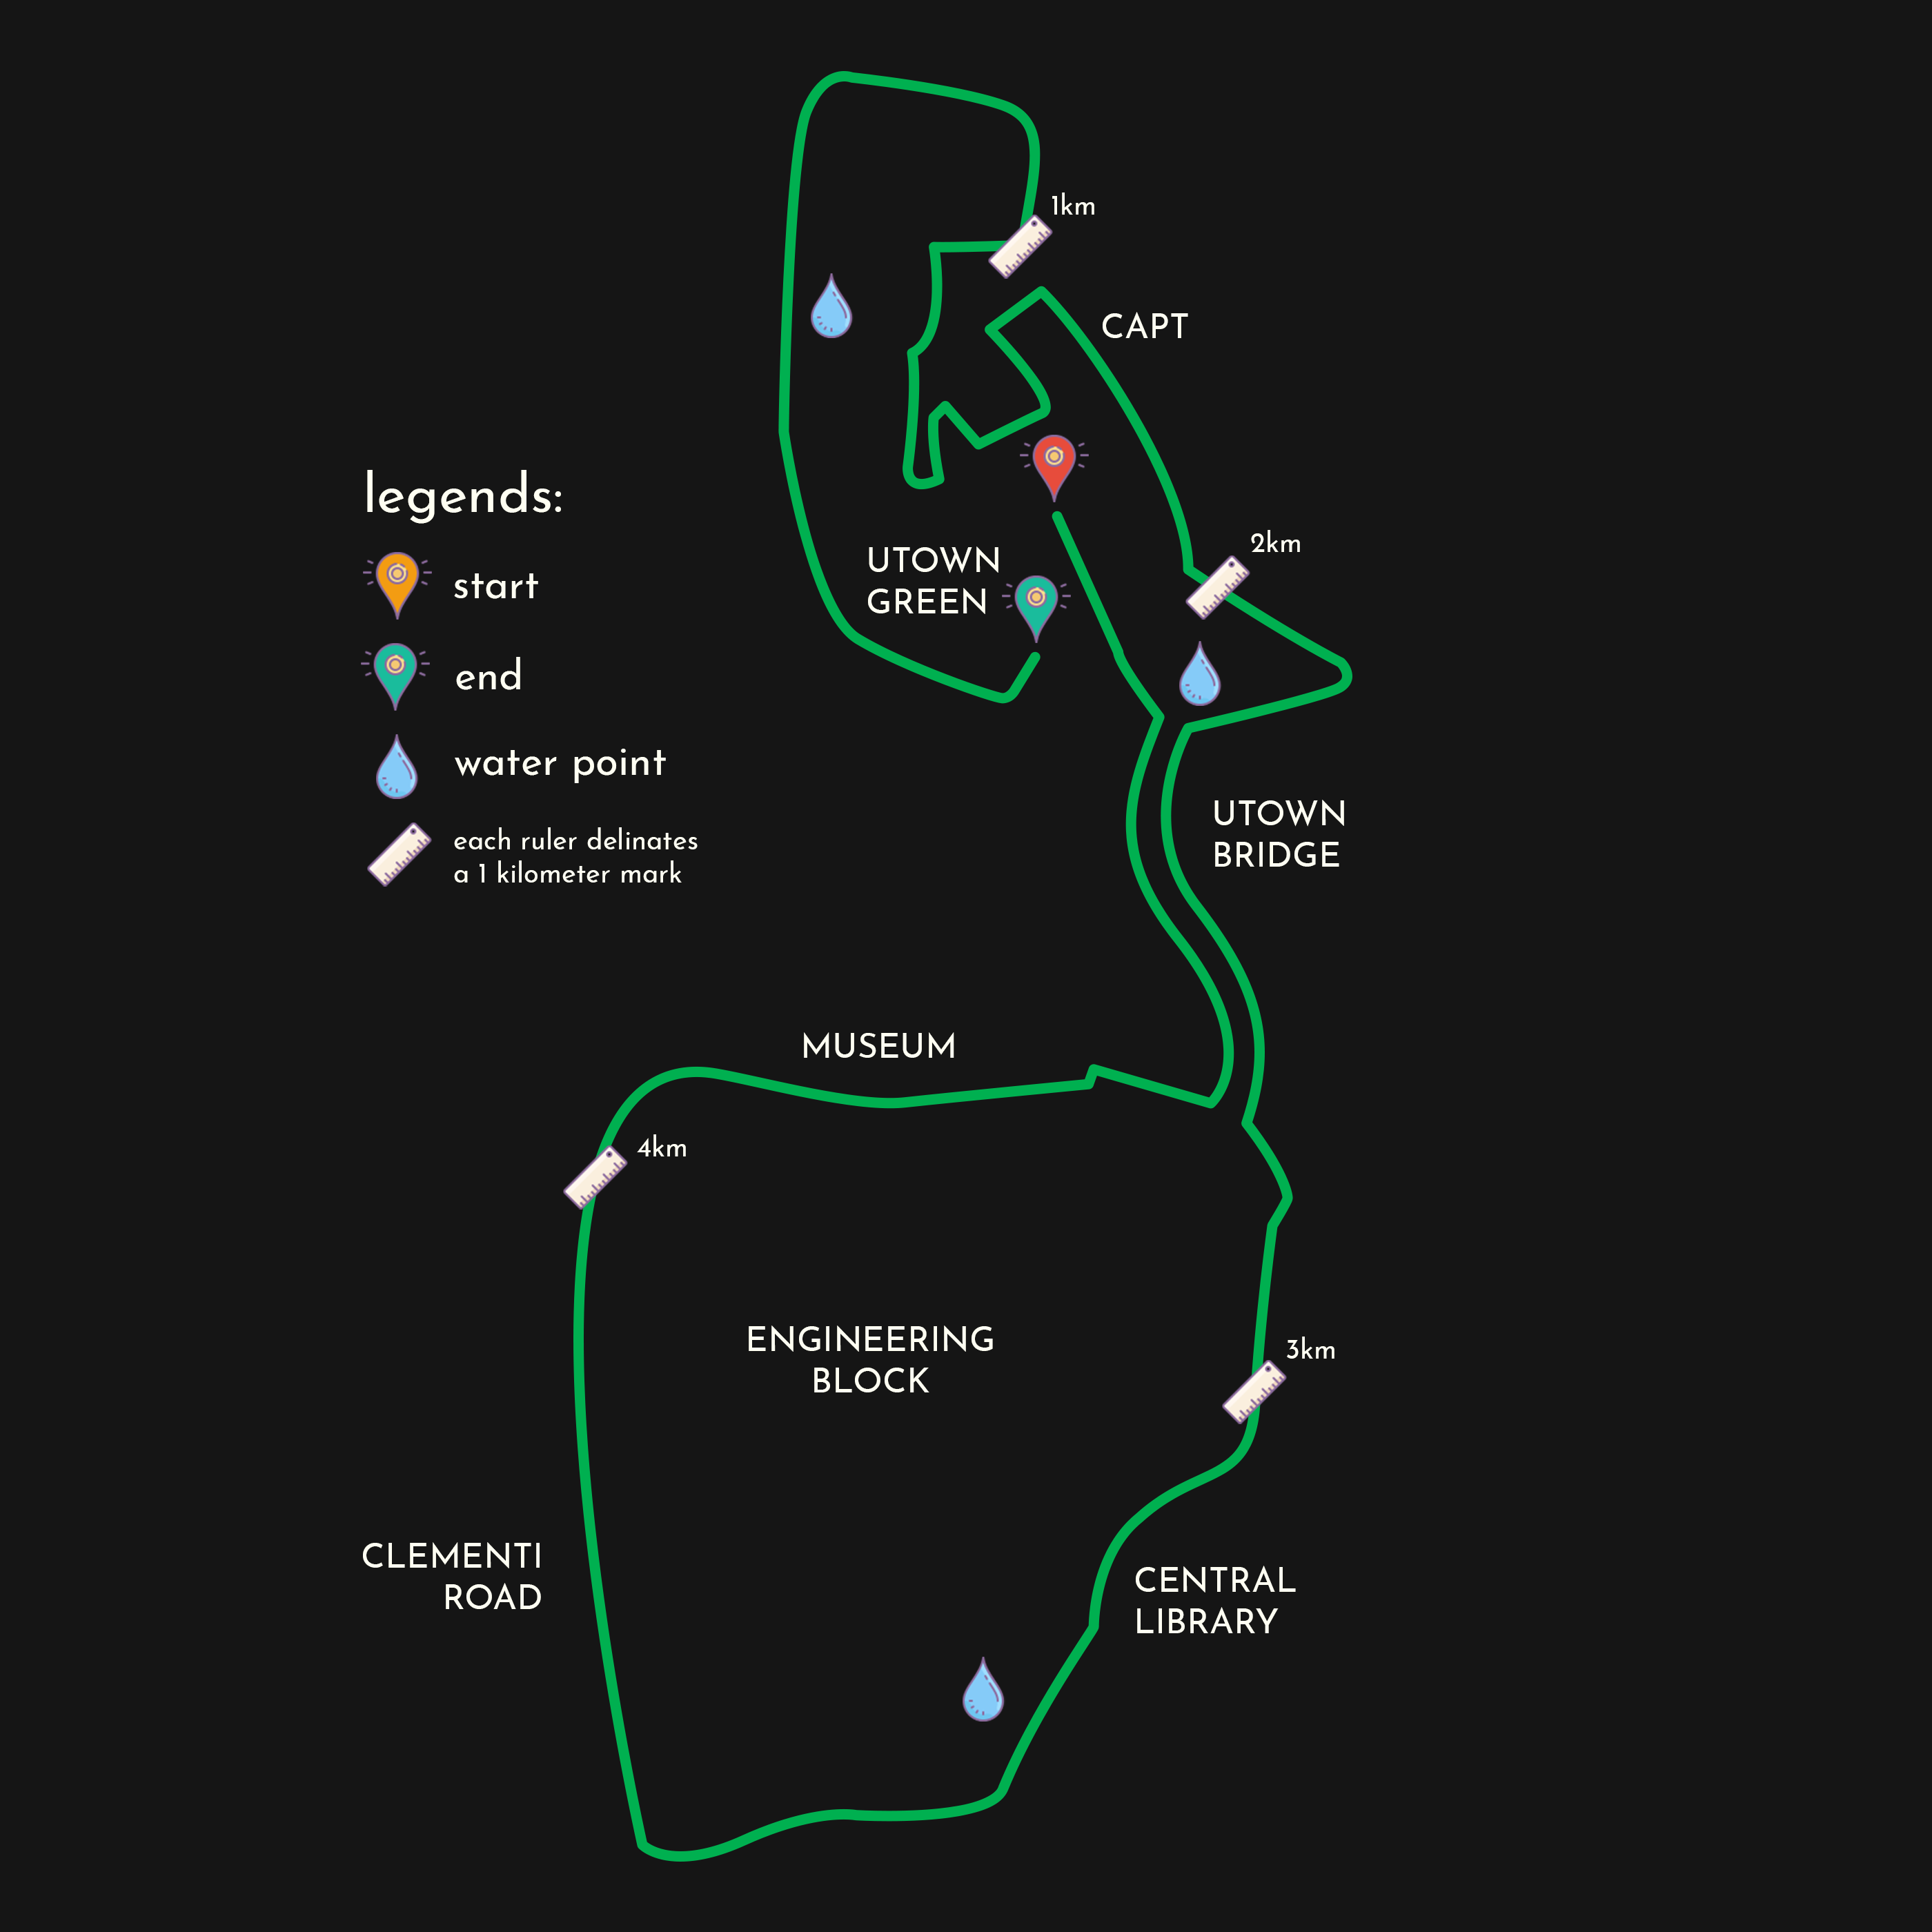 1km
CAPT
legends:
2km
UTOWN
GREEN
start
end
water point
UTOWN
BRIDGE
each ruler delinates
a 1 kilometer mark
MUSEUM
4km
ENGINEERING
BLOCK
3km
CLEMENTI
ROAD
CENTRAL
LIBRARY